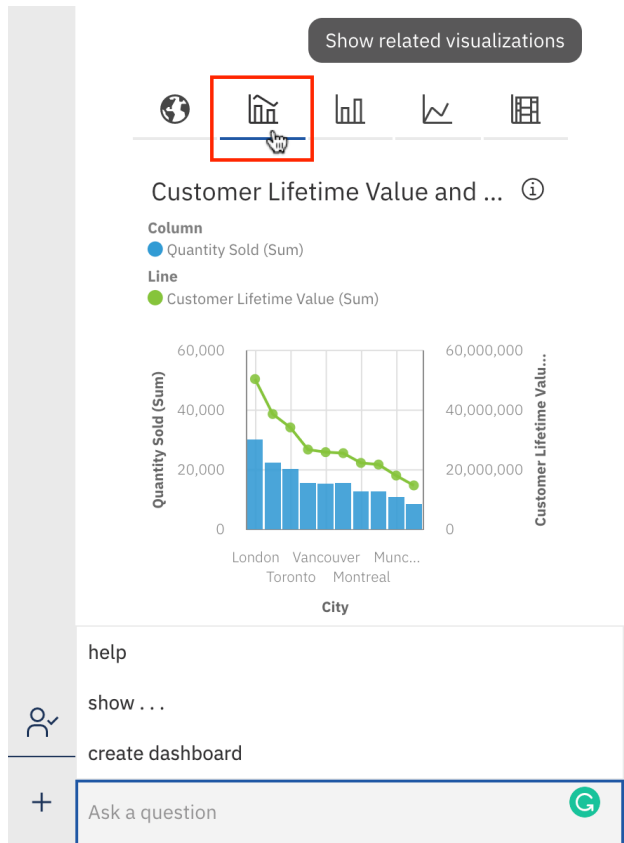 Show related visualizations
Customer Lifetime Value and ...
Column
Quantity Sold (Sum)
Line
Customer Lifetime Value (Sum)
Quantity Sold (Sum)
60,000
40,000
20,000
0
60,000,000
40,000,000
20,000,000
0
Customer Lifetime Valu...
London Vancouver Munc...
Toronto Montreal
City
help
show . . .
create dashboard
Ask a question